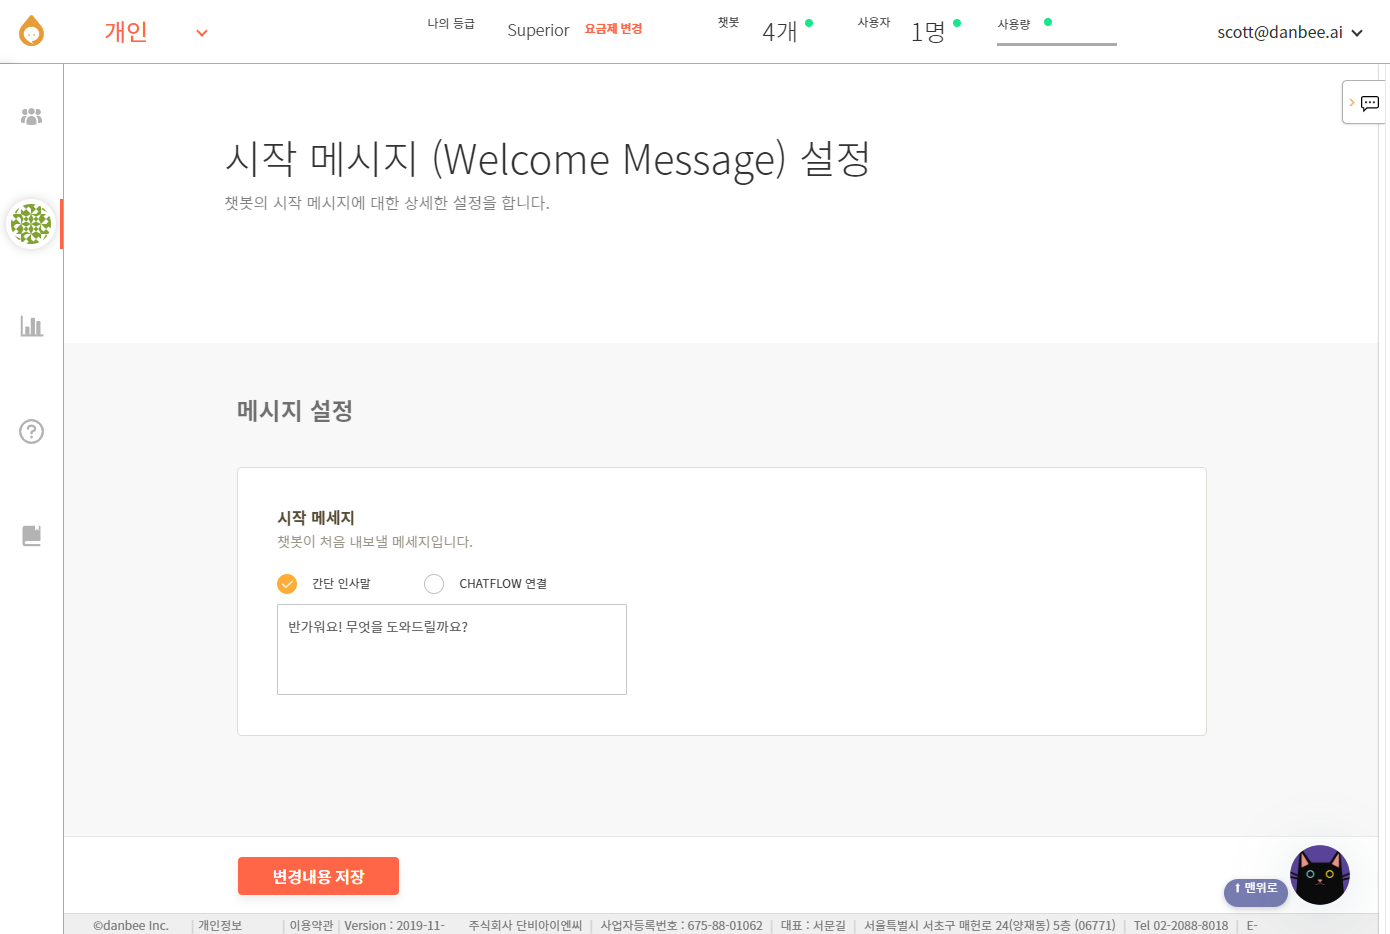 개인
나의 등급
Superior 요금제 변경
챗봇
4개
사용자
1명
사용량
scott@danbee.ai
시작 메시지 (Welcome Message) 설정
챗봇의 시작 메시지에 대한 상세한 설정을 합니다.
메시지 설정
시작 메세지
챗봇이 처음 내보낼 메세지입니다.
간단 인사말
CHATFLOW 연결
반가워요! 무엇을 도와드릴까요?
변경내용 저장
⬆ 맨위로
©danbee Inc. | 개인정보 | 이용약관 | Version : 2019-11- 주식회사 단비아이엔씨 | 사업자등록번호 : 675-88-01062 | 대표 : 서문길 | 서울특별시 서초구 매헌로 24(양재동) 5층 (06771) | Tel 02-2088-8018 | E-